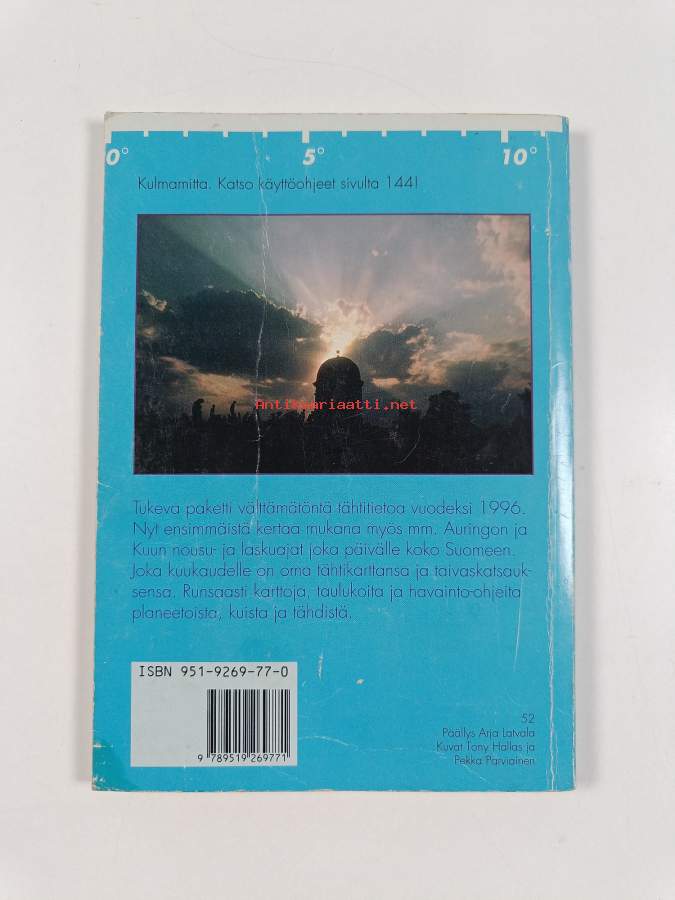 0° 5° 10°
Kulmamitta. Katso käyttöohjeet sivulta 144!
Antikvariaatti.net
Tukeva paketti välttämätöntä tähtitietoa vuodeksi 1996.
Nyt ensimmäistä kertaa mukana myös mm. Auringon ja
Kuun nousu- ja laskuajat joka päivälle koko Suomeen.
Joka kuukaudelle on oma tähtikarttansa ja taivaskatsauk-
sensa. Runsaasti karttoja, taulukoita ja havainto-ohjeita
planeetoista, kuista ja tähdistä.
ISBN 951-9269-77-0
9 789519 269771
52
Päällys Arja Latvala
Kuvat Tony Hallas ja
Pekka Parviainen